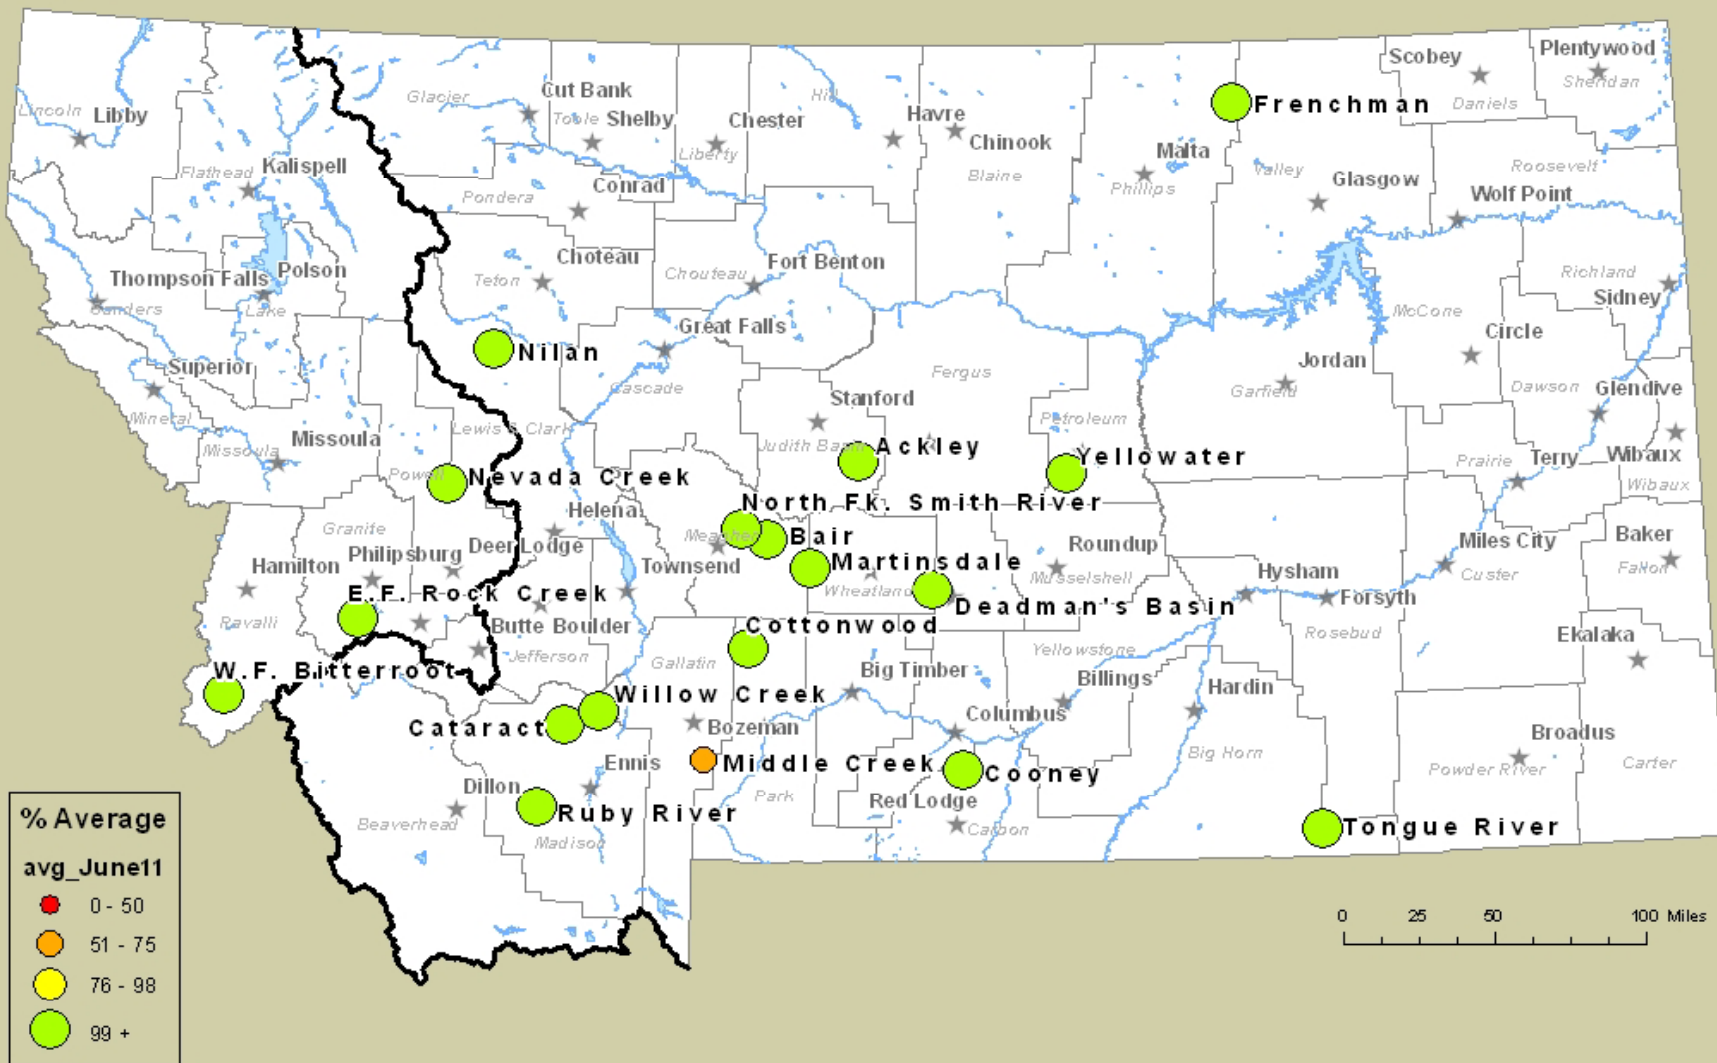 Plentywood
Scobey
Sheridan
Daniels
Frenchman
Cut Bank
Glacier
Hill
Lincoln
Libby
Toole
Shelby
Chester
Havre
Chinook
Liberty
Malta
Kalispell
Flathead
Roosevelt
Valley
Blaine
Phillips
Glasgow
Conrad
Pondera
Wolf Point
Choteau
Fort Benton
Polson
Thompson Falls
Teton
Chouteau
Richland
Sidney
Sanders
Lake
McCone
Great Falls
Circle
Nilan
Jordan
Superior
Fergus
Cascade
Garfield
Dawson
Glendive
Stanford
Mineral
Petroleum
Lewis & Clark
Missoula
Missoula
Judith Basin
Ackley
Yellowater
Prairie
Terry
Wibaux
Powell
Nevada Creek
Wibaux
North Fk. Smith River
Helena
Granite
Meagher
Bair
Baker
Philipsburg
Deer Lodge
Roundup
Miles City
Hamilton
Townsend
Martinsdale
Hysham
Custer
Fallon
E.F. Rock Creek
Wheatland
Musselshell
Deadman's Basin
Forsyth
Ravalli
Butte
Boulder
Cottonwood
Rosebud
Ekalaka
Jefferson
Gallatin
Yellowstone
W.F. Bitterroot
Big Timber
Billings
Hardin
Willow Creek
Columbus
Cataract
Bozeman
Broadus
Middle Creek
Cooney
Big Horn
Powder River
Carter
Ennis
Dillon
Park
Red Lodge
Ruby River
Beaverhead
Madison
Carbon
Tongue River
% Average
avg_June11
0 - 50
51 - 75
76 - 98
99 +
0 25 50 100 Miles